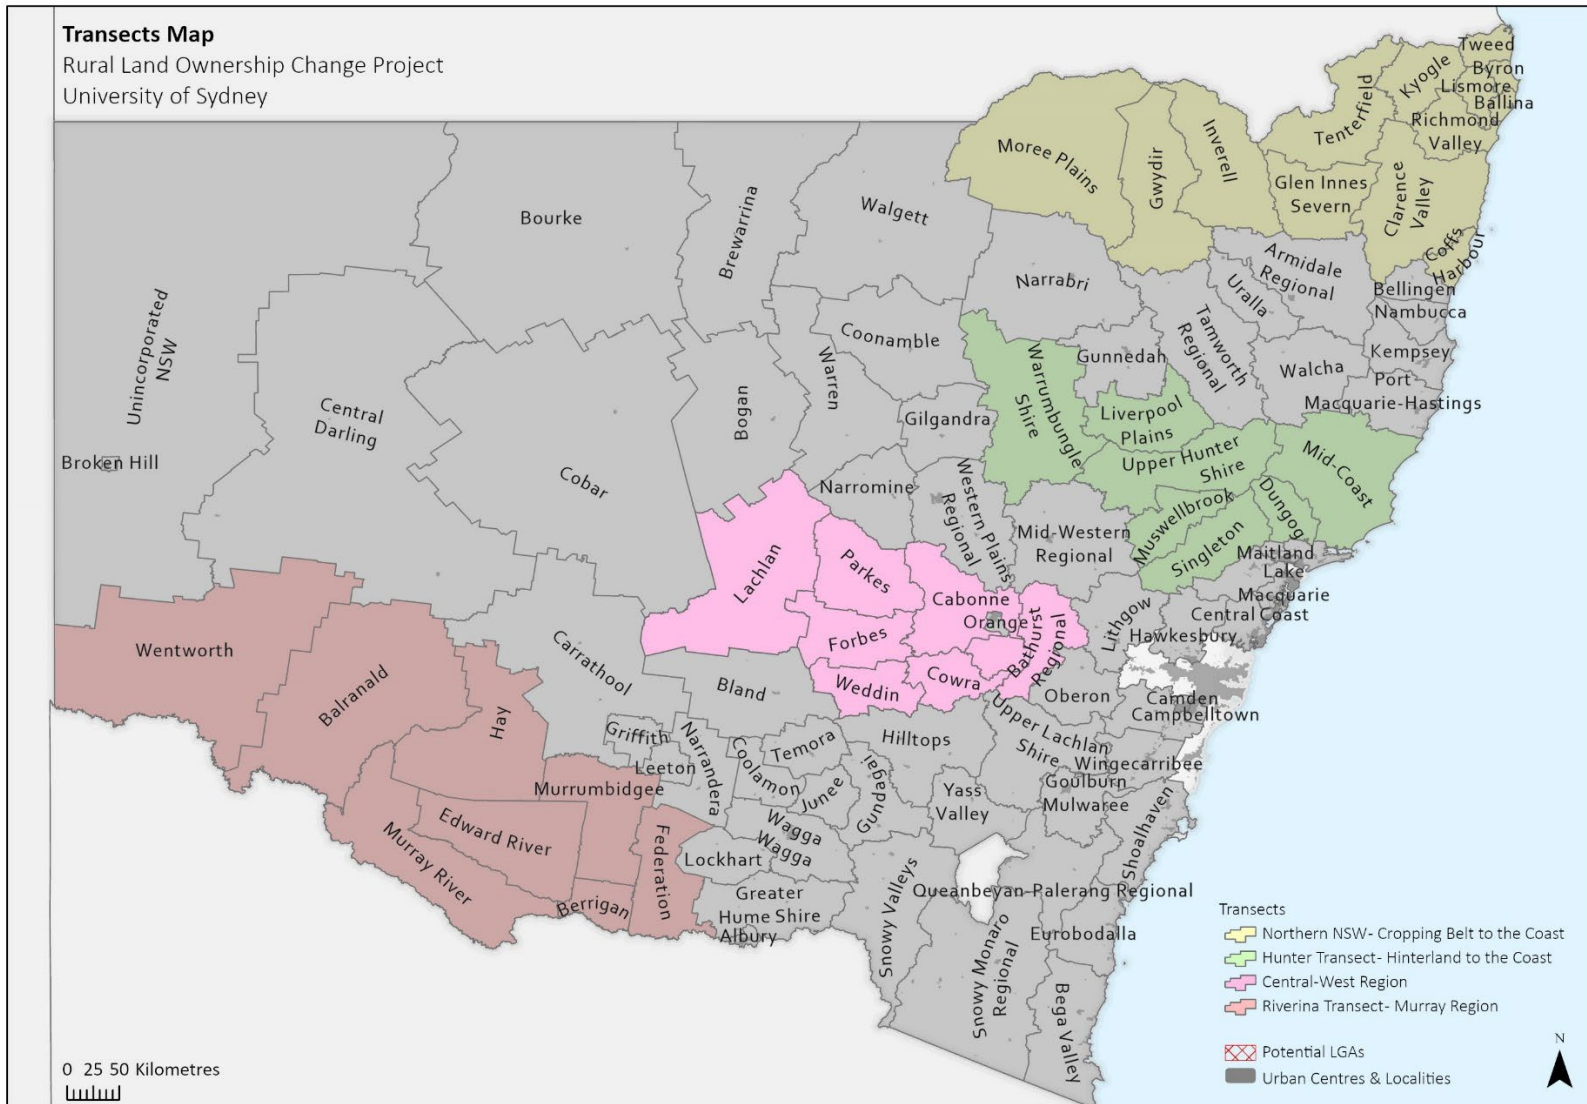 Transects Map
Rural Land Ownership Change Project
University of Sydney
Tweed
Kyogle
Byron
Lismore
Ballina
Richmond
Valley
Tenterfield
Inverell
Gwydir
Moree Plains
Glen Innes
Severn
Clarence
Valley
Coffs
Harbour
Bourke
Brewarrina
Walgett
Narrabri
Armidale
Regional
Uralla
Bellingen
Nambucca
Unincorporated
NSW
Central
Darling
Broken Hill
Cobar
Bogan
Warren
Coonamble
Gilgandra
Warrumbungle
Shire
Gunnedah
Tamworth
Regional
Walcha
Kempsey
Port
Macquarie-Hastings
Liverpool
Plains
Upper Hunter
Shire
Mid-Coast
Narromine
Western Plains
Regional
Mid-Western
Regional
Muswellbrook
Singleton
Dungog
Maitland
Lake
Macquarie
Central Coast
Hawkesbury
Lithgow
Lachlan
Parkes
Forbes
Cabonne
Orange
Bathurst
Regional
Weddin
Cowra
Oberon
Camden
Campbelltown
Wentworth
Balranald
Hay
Carrathool
Bland
Griffith
Leeton
Narrandera
Murrumbidgee
Coolamon
Temora
Junee
Gundagai
Hilltops
Upper Lachlan
Shire
Wingecarribee
Goulburn
Mulwaree
Yass
Valley
Shoalhaven
Edward River
Murray River
Berrigan
Federation
Wagga
Wagga
Lockhart
Greater
Hume Shire
Albury
Snowy Valleys
Queanbeyan-Palerang Regional
Snowy Monaro
Regional
Eurobodalla
Bega Valley
Transects
Northern NSW- Cropping Belt to the Coast
Hunter Transect- Hinterland to the Coast
Central-West Region
Riverina Transect- Murray Region
Potential LGAs
Urban Centres & Localities
N
0 25 50 Kilometres